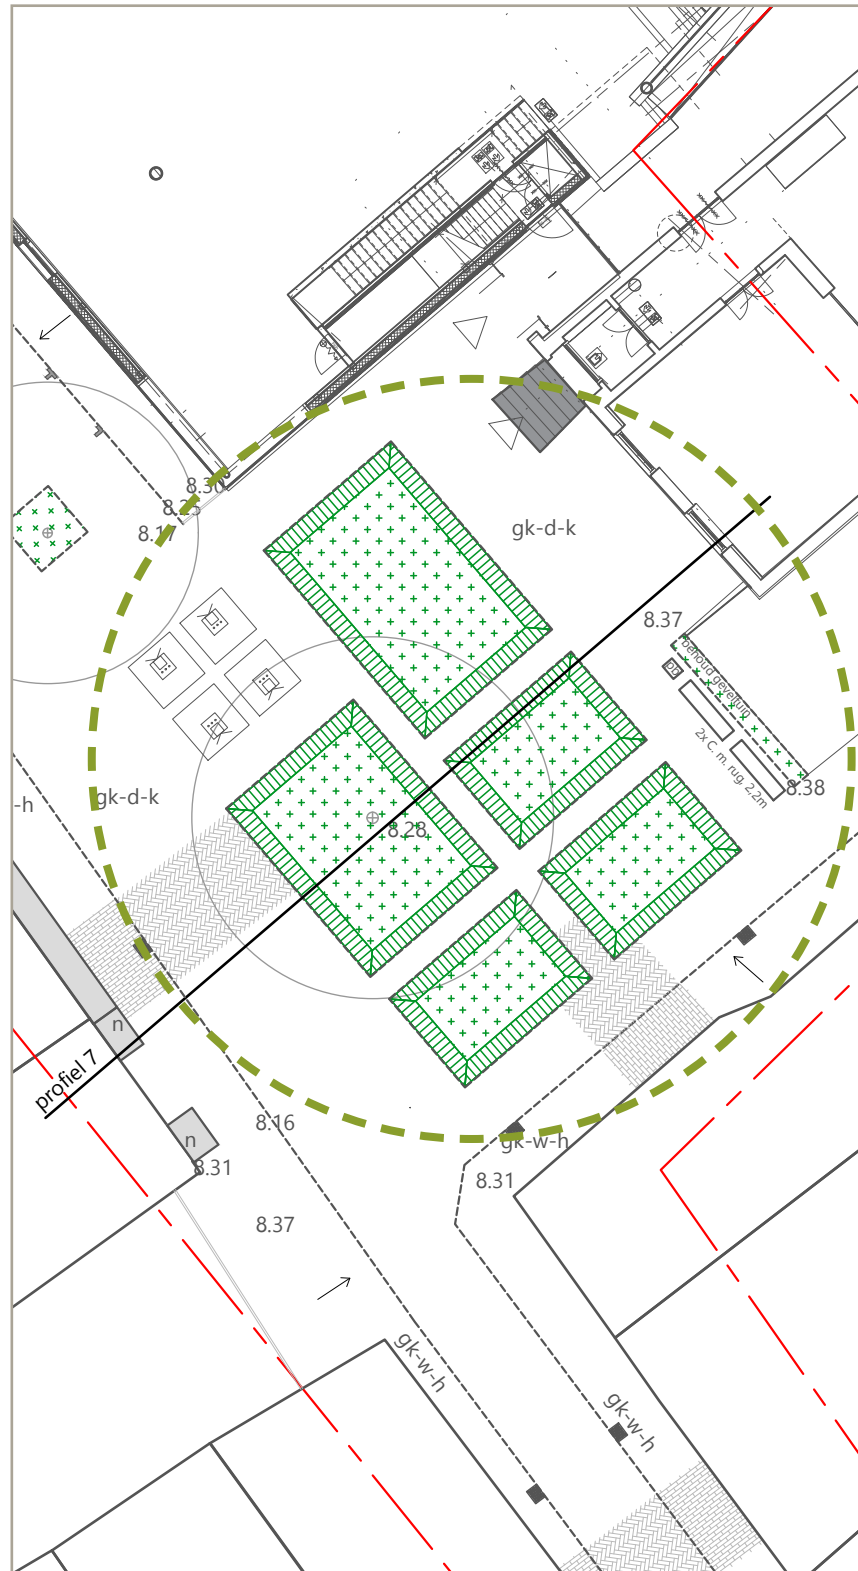 8.30
8.25
8.17
gk-d-k
8.37
behoud geveltuin
2x C. m. rug. 2,2m
8.38
-h
gk-d-k
8.28
n
profiel 7
8.16
n
gk-w-h
8.31
8.31
8.37
gk-w-h
gk-w-h